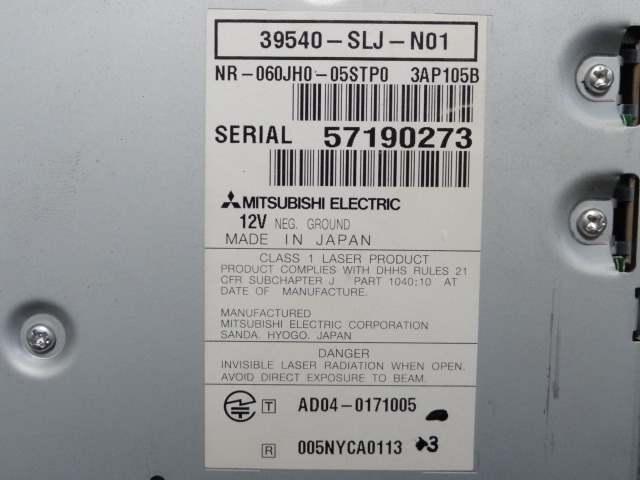 39540-SLJ-N01
NR-060JH0-05STP0 3AP105B
SERIAL 57190273
MITSUBISHI ELECTRIC
12V NEG. GROUND
MADE IN JAPAN
CLASS 1 LASER PRODUCT
PRODUCT COMPLIES WITH DHHS RULES 21
CFR SUBCHAPTER J PART 1040:10 AT
DATE OF MANUFACTURE.
MANUFACTURED
MITSUBISHI ELECTRIC CORPORATION
SANDA. HYOGO. JAPAN
DANGER
INVISIBLE LASER RADIATION WHEN OPEN.
AVOID DIRECT EXPOSURE TO BEAM.
T AD04-0171005
R 005NYCA0113 3